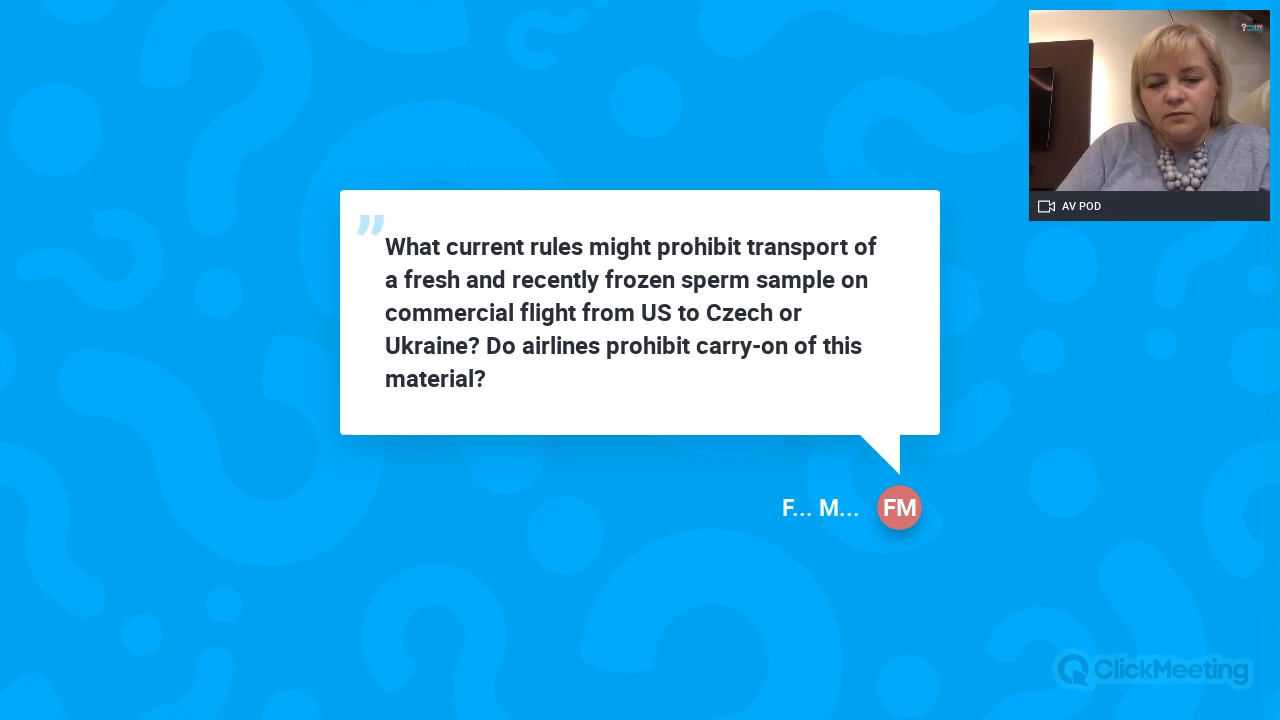 AV POD
What current rules might prohibit transport of
a fresh and recently frozen sperm sample on
commercial flight from US to Czech or
Ukraine? Do airlines prohibit carry-on of this
material?
F... M... FM
ClickMeeting